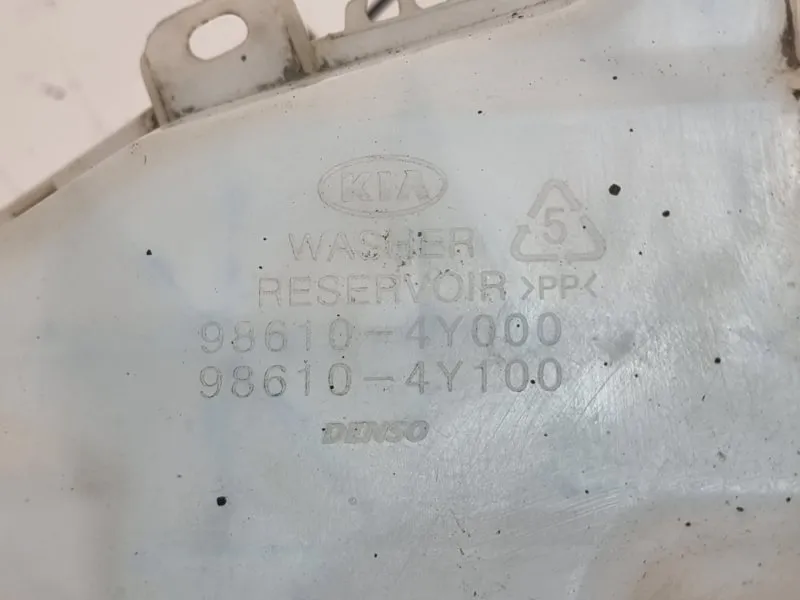 KIA
WASHER
RESERVOIR >PP<
5
98610-4Y000
98610-4Y100
DENSO